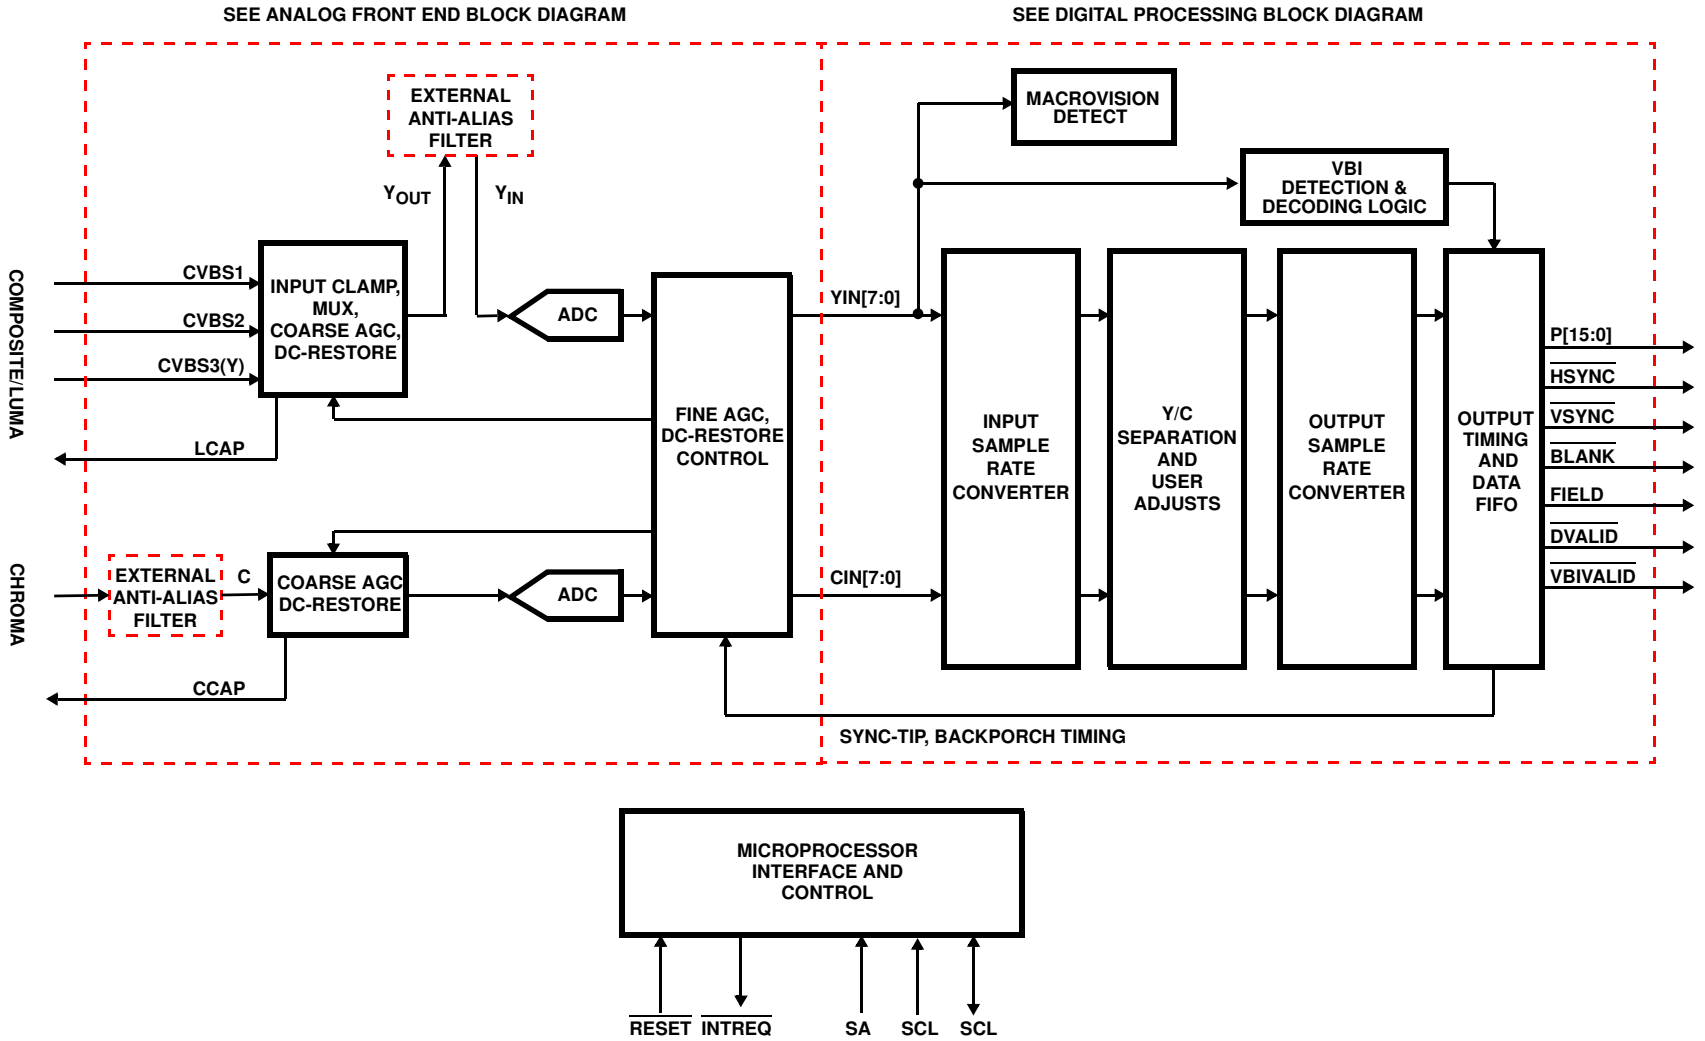 SEE ANALOG FRONT END BLOCK DIAGRAM
SEE DIGITAL PROCESSING BLOCK DIAGRAM
EXTERNAL
ANTI-ALIAS
FILTER
MACROVISION
DETECT
VBI
DETECTION &
DECODING LOGIC
YOUT
YIN
COMPOSITE/LUMA
CVBS1
CVBS2
CVBS3(Y)
LCAP
INPUT CLAMP,
MUX,
COARSE AGC,
DC-RESTORE
ADC
FINE AGC,
DC-RESTORE
CONTROL
YIN[7:0]
CIN[7:0]
INPUT
SAMPLE
RATE
CONVERTER
Y/C
SEPARATION
AND
USER
ADJUSTS
OUTPUT
SAMPLE
RATE
CONVERTER
OUTPUT
TIMING
AND
DATA
FIFO
P[15:0]
HSYNC
VSYNC
BLANK
FIELD
DVALID
VBIVALID
CHROMA
EXTERNAL
ANTI-ALIAS
FILTER
C
COARSE AGC
DC-RESTORE
ADC
CCAP
SYNC-TIP, BACKPORCH TIMING
MICROPROCESSOR
INTERFACE AND
CONTROL
RESET
INTREQ
SA
SCL
SCL